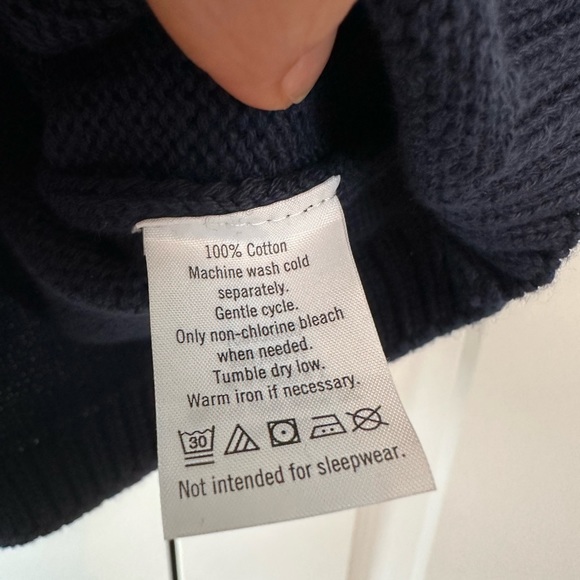 100% Cotton
Machine wash cold
separately.
Gentle cycle.
Only non-chlorine bleach
when needed.
Tumble dry low.
Warm iron if necessary.
30
Not intended for sleepwear.